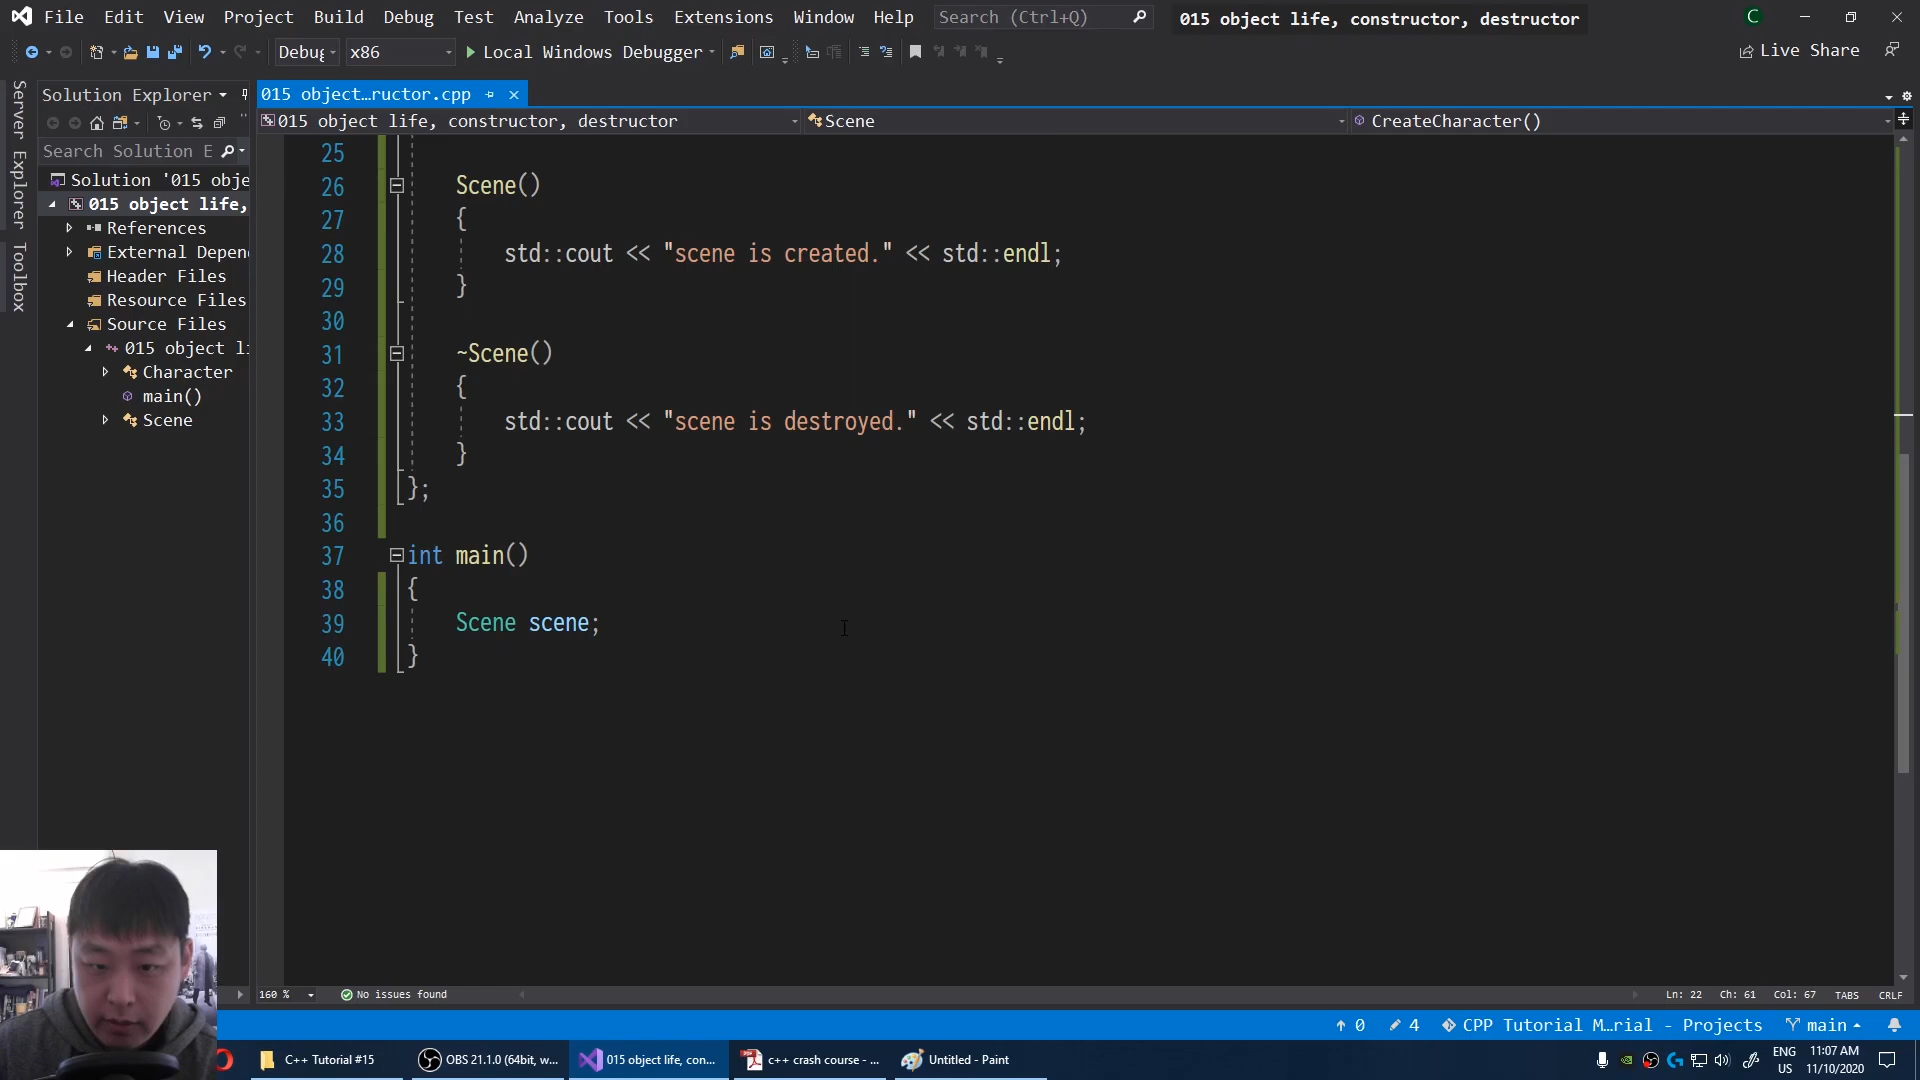 File Edit View Project Build Debug Test Analyze Tools Extensions Window Help Search (Ctrl+Q) 015 object life, constructor, destructor C
Debug x86 Local Windows Debugger Live Share
Server Explorer
Toolbox
Solution Explorer
Search Solution E
Solution '015 obje
015 object life,
References
External Depen
Header Files
Resource Files
Source Files
015 object li
Character
main()
Scene
015 object…ructor.cpp
015 object life, constructor, destructor Scene CreateCharacter()
25
26 Scene()
27 {
28 std::cout << "scene is created." << std::endl;
29 }
30
31 ~Scene()
32 {
33 std::cout << "scene is destroyed." << std::endl;
34 }
35 };
36
37 int main()
38 {
39 Scene scene;
40 }
160 % No issues found Ln: 22 Ch: 61 Col: 67 TABS CRLF
0 4 CPP Tutorial M…rial - Projects main
C++ Tutorial #15 OBS 21.1.0 (64bit, w... 015 object life, con... c++ crash course - ... Untitled - Paint ENG US 11:07 AM 11/10/2020